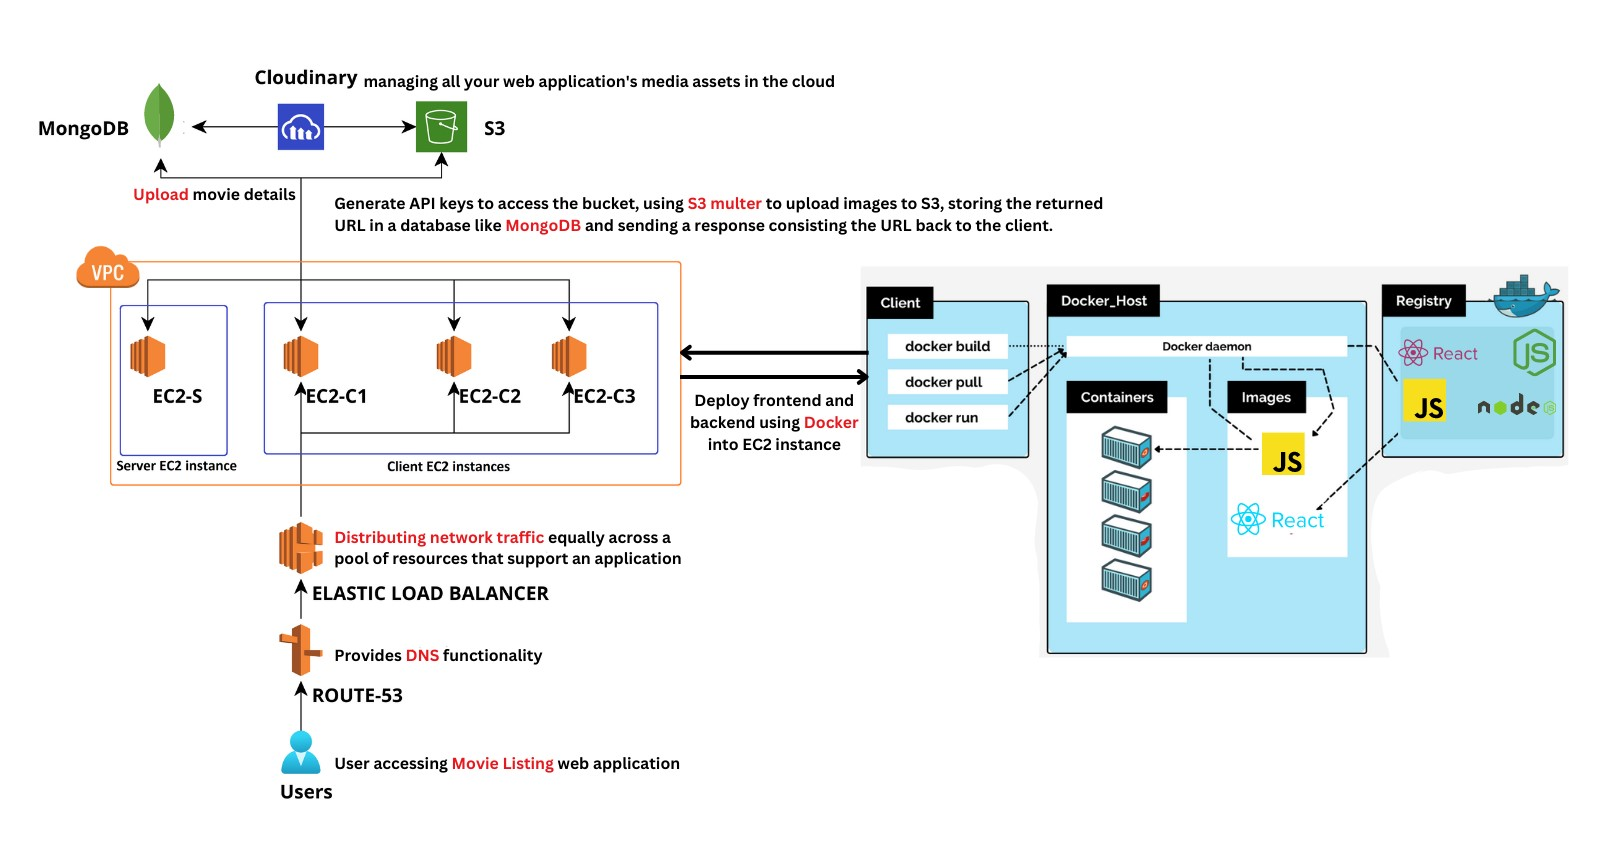 Cloudinary managing all your web application's media assets in the cloud
MongoDB
S3
Upload movie details
Generate API keys to access the bucket, using S3 multer to upload images to S3, storing the returned
URL in a database like MongoDB and sending a response consisting the URL back to the client.
VPC
EC2-S
EC2-C1
EC2-C2
EC2-C3
Server EC2 instance
Client EC2 instances
Deploy frontend and
backend using Docker
into EC2 instance
Client
docker build
docker pull
docker run
Docker_Host
Docker daemon
Containers
Images
JS
React
Registry
React
JS
JS
node
JS
Distributing network traffic equally across a
pool of resources that support an application
ELASTIC LOAD BALANCER
Provides DNS functionality
ROUTE-53
User accessing Movie Listing web application
Users